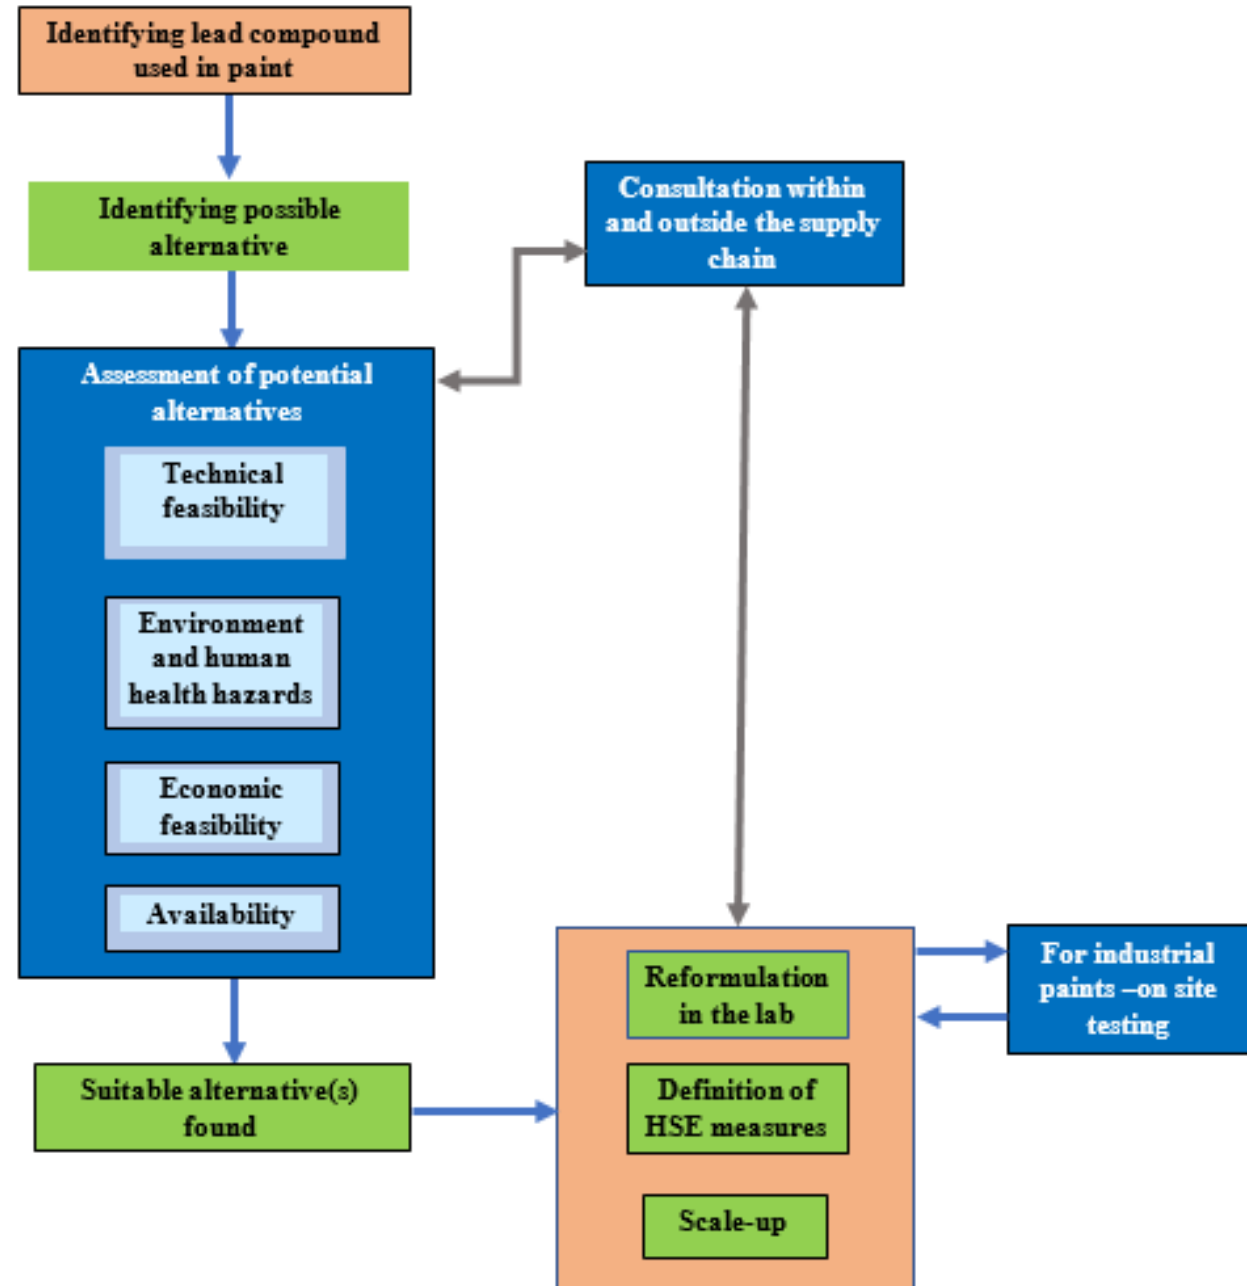 Identifying lead compound
used in paint
Identifying possible
alternative
Consultation within
and outside the supply
chain
Assessment of potential
alternatives
Technical
feasibility
Environment
and human
health hazards
Economic
feasibility
Availability
Suitable alternative(s)
found
Reformulation
in the lab
Definition of
HSE measures
Scale-up
For industrial
paints –on site
testing